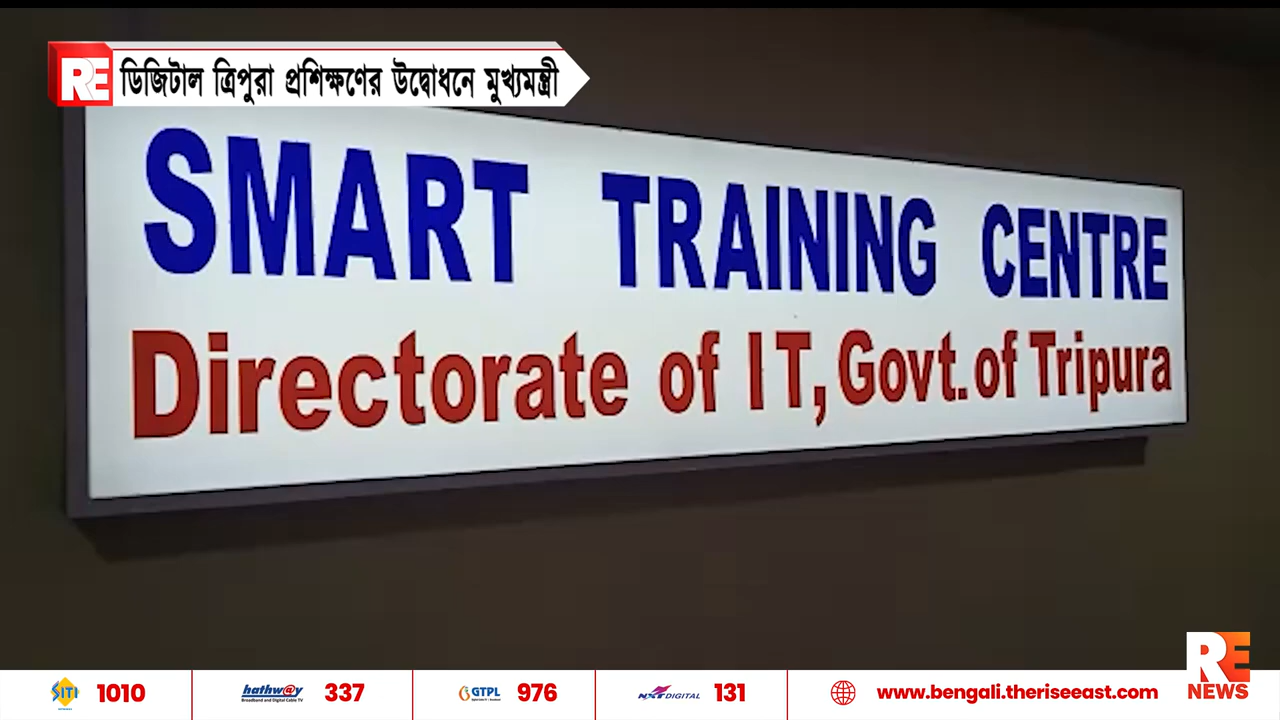 RE ডিজিটাল ত্রিপুরা প্রশিক্ষণের উদ্বোধনে মুখ্যমন্ত্রী
SMART TRAINING CENTRE
Directorate of IT, Govt. of Tripura
RE
NEWS
SITI 1010 hathw@y 337 GTPL 976 NXT DIGITAL 131 www.bengali.theriseeast.com
Broadband and Digital Cable TV